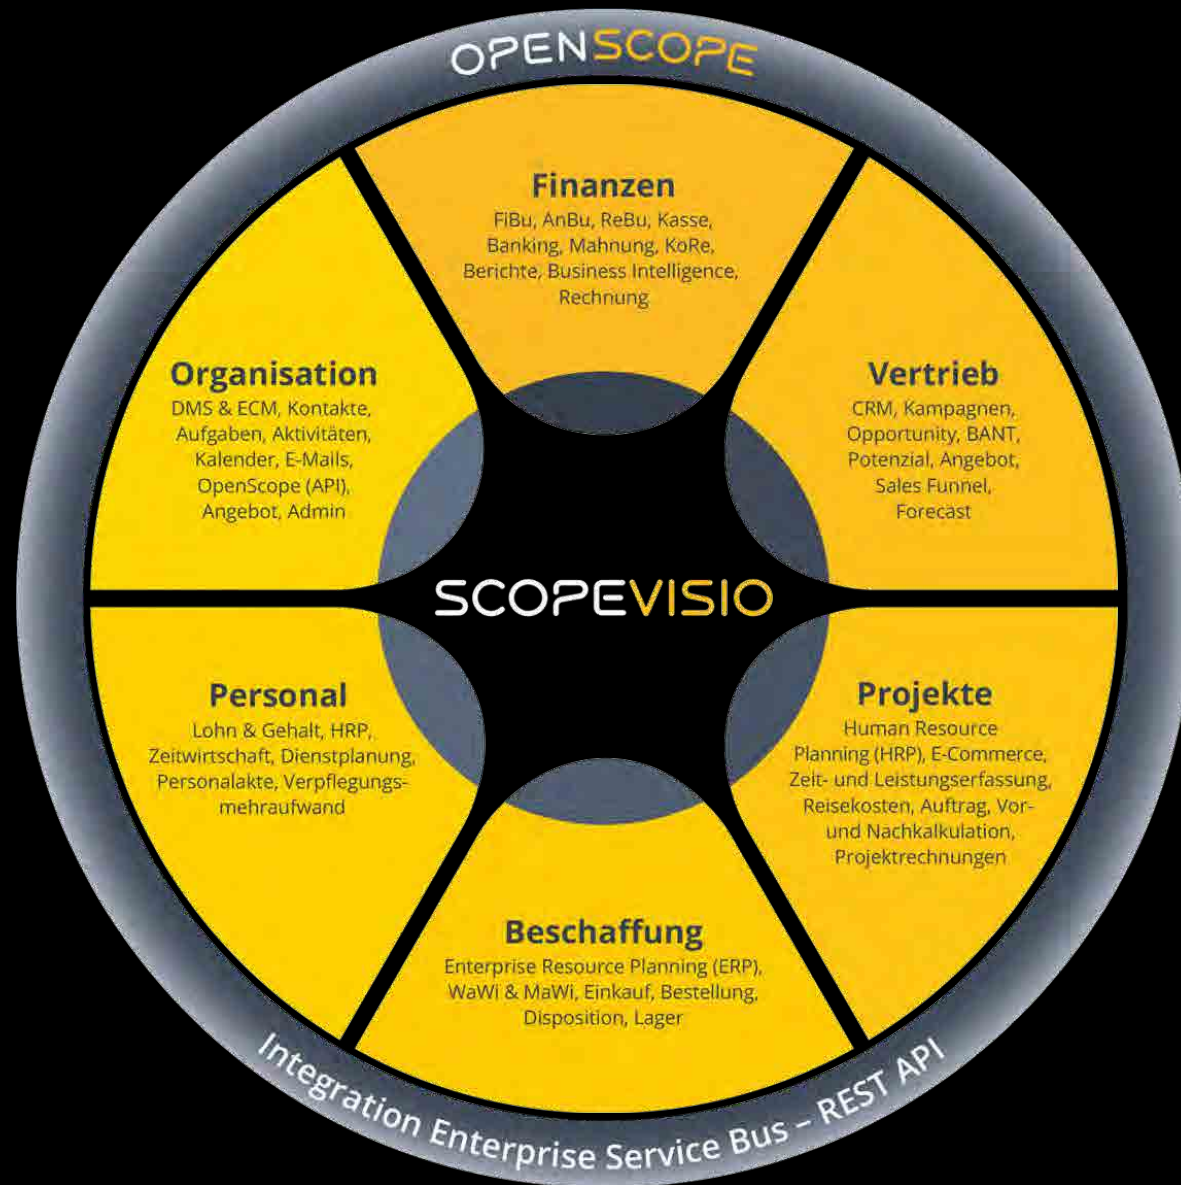 OPENSCOPE
Finanzen
FiBu, AnBu, ReBu, Kasse,
Banking, Mahnung, KoRe,
Berichte, Business Intelligence,
Rechnung
Organisation
DMS & ECM, Kontakte,
Aufgaben, Aktivitäten,
Kalender, E-Mails,
OpenScope (API),
Angebot, Admin
Vertrieb
CRM, Kampagnen,
Opportunity, BANT,
Potenzial, Angebot,
Sales Funnel,
Forecast
SCOPEVISIO
Personal
Lohn & Gehalt, HRP,
Zeitwirtschaft, Dienstplanung,
Personalakte, Verpflegungs-
mehraufwand
Projekte
Human Resource
Planning (HRP), E-Commerce,
Zeit- und Leistungserfassung,
Reisekosten, Auftrag, Vor-
und Nachkalkulation,
Projektrechnungen
Beschaffung
Enterprise Resource Planning (ERP),
WaWi & MaWi, Einkauf, Bestellung,
Disposition, Lager
Integration Enterprise Service Bus – REST API